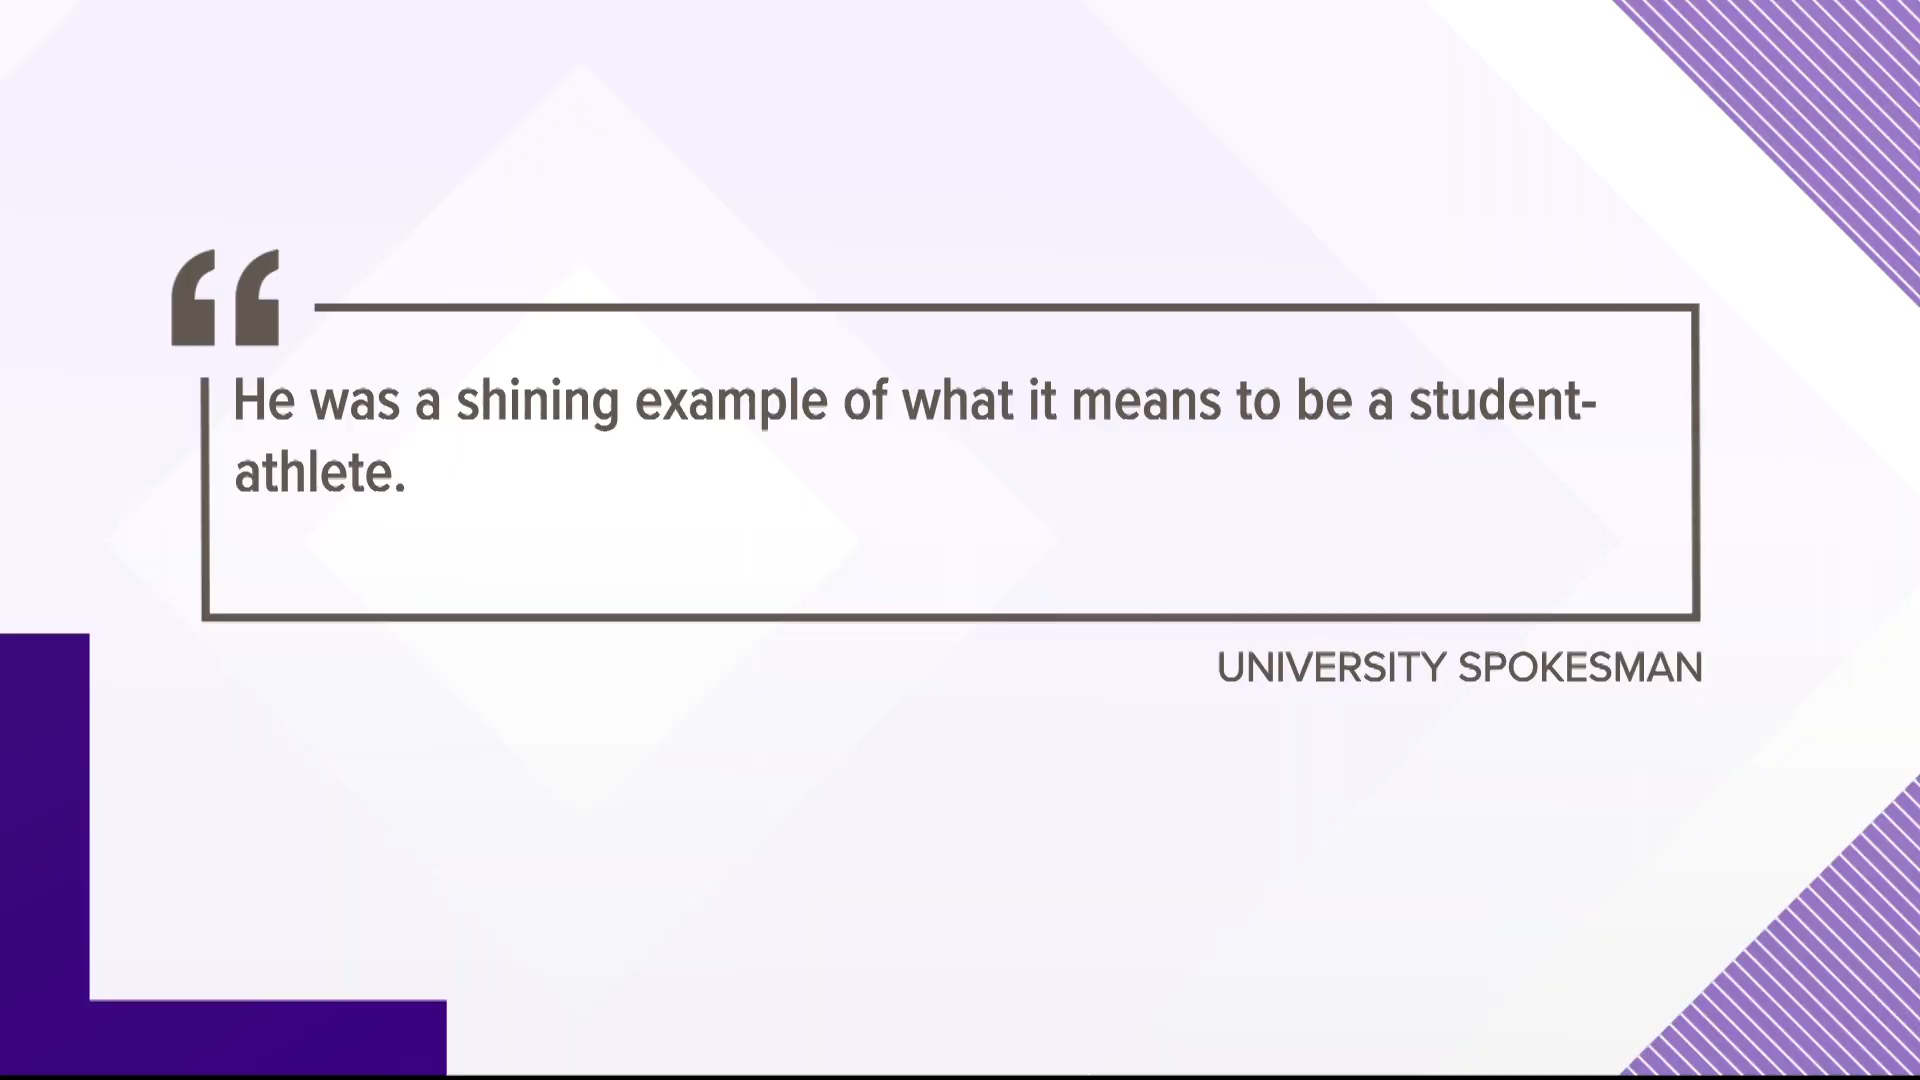 “
He was a shining example of what it means to be a student-
athlete.
UNIVERSITY SPOKESMAN